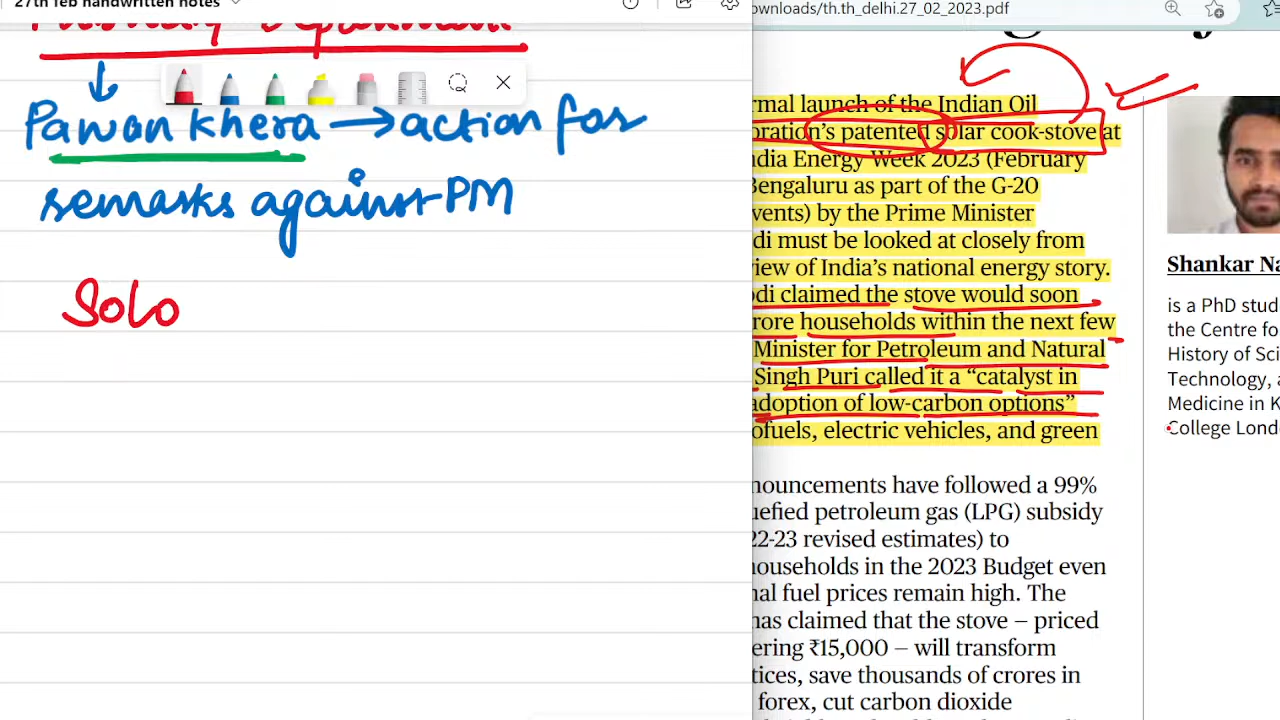 27th feb handwritten notes
Pawan Khera → action for
remarks against PM
Solo
ownloads/th.th_delhi.27_02_2023.pdf
rmal launch of the Indian Oil
oration's patented solar cook-stove at
dia Energy Week 2023 (February
Bengaluru as part of the G-20
vents) by the Prime Minister
di must be looked at closely from
iew of India's national energy story.
odi claimed the stove would soon
rore households within the next few
Minister for Petroleum and Natural
Singh Puri called it a “catalyst in
adoption of low-carbon options”
ofuels, electric vehicles, and green
nouncements have followed a 99%
uefied petroleum gas (LPG) subsidy
22-23 revised estimates) to
ouseholds in the 2023 Budget even
nal fuel prices remain high. The
has claimed that the stove — priced
ering ₹15,000 — will transform
tices, save thousands of crores in
forex, cut carbon dioxide
Shankar Na
is a PhD stud
the Centre fo
History of Sci
Technology, a
Medicine in K
College Lond